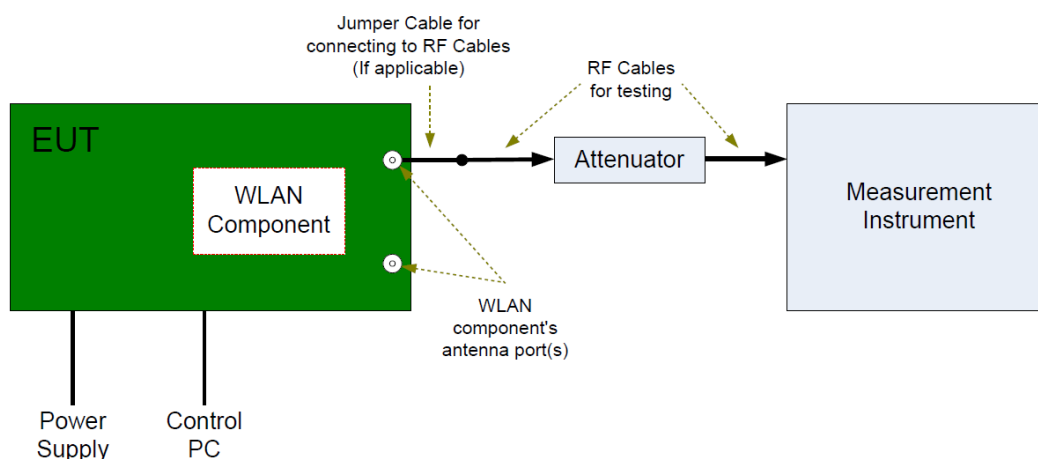 Jumper Cable for
connecting to RF Cables
(If applicable)
RF Cables
for testing
EUT
WLAN
Component
Attenuator
Measurement
Instrument
WLAN
component's
antenna port(s)
Power
Supply
Control
PC